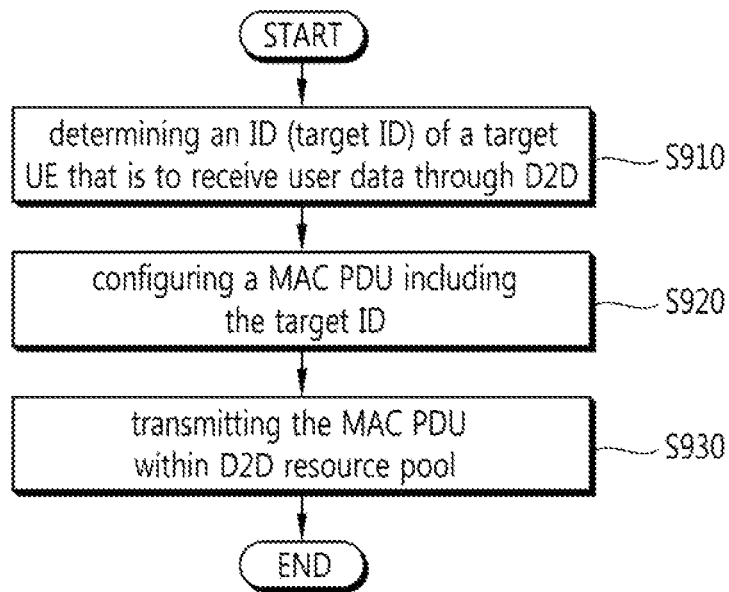 START
determining an ID (target ID) of a target
UE that is to receive user data through D2D
S910
configuring a MAC PDU including
the target ID
S920
transmitting the MAC PDU
within D2D resource pool
S930
END